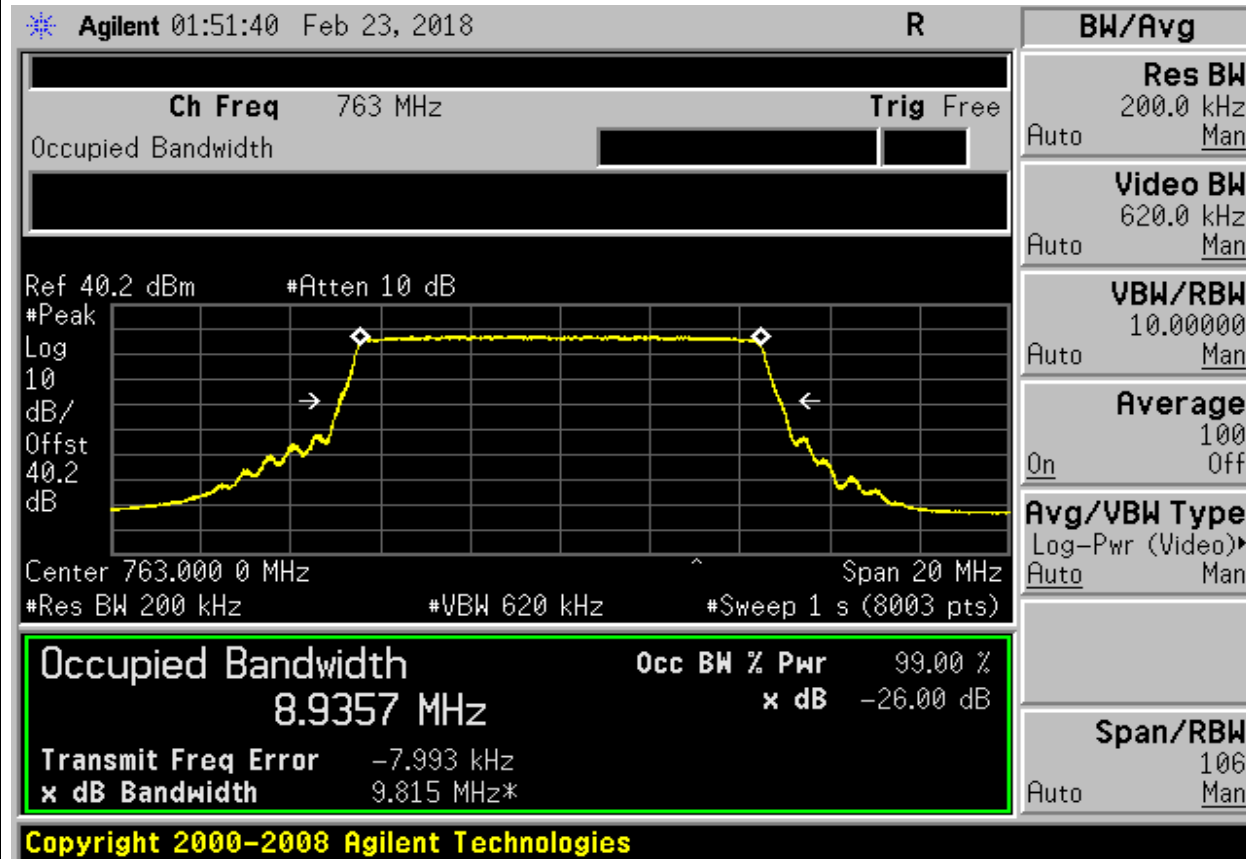 Agilent 01:51:40 Feb 23, 2018 R
Ch Freq 763 MHz Trig Free
Occupied Bandwidth
Ref 40.2 dBm #Atten 10 dB
#Peak
Log
10
dB/
Offst
40.2
dB
Center 763.000 0 MHz ^ Span 20 MHz
#Res BW 200 kHz #VBW 620 kHz #Sweep 1 s (8003 pts)
Occupied Bandwidth
8.9357 MHz
Occ BW % Pwr 99.00 %
x dB -26.00 dB
Transmit Freq Error -7.993 kHz
x dB Bandwidth 9.815 MHz*
Copyright 2000-2008 Agilent Technologies
BW/Avg
Res BW
200.0 kHz
Auto Man
Video BW
620.0 kHz
Auto Man
VBW/RBW
10.00000
Auto Man
Average
100
On Off
Avg/VBW Type
Log-Pwr (Video)▸
Auto Man
Span/RBW
106
Auto Man